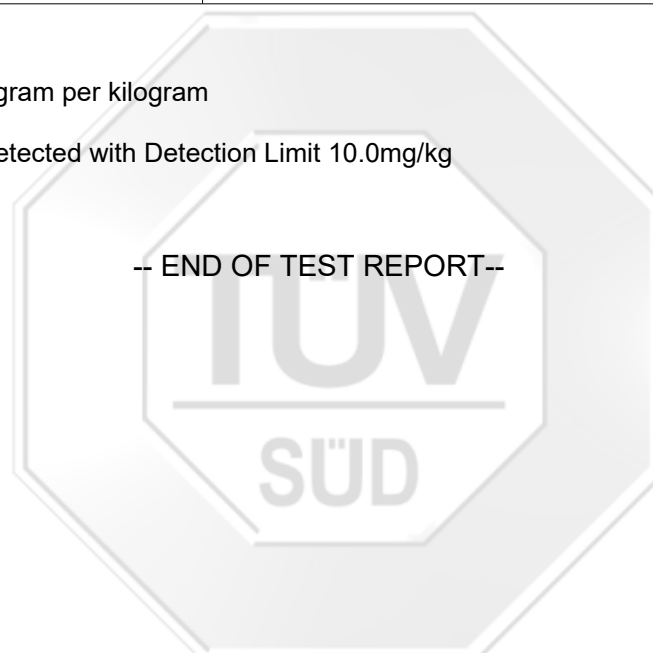 gram per kilogram
etected with Detection Limit 10.0mg/kg
-- END OF TEST REPORT--
TÜV
SÜD